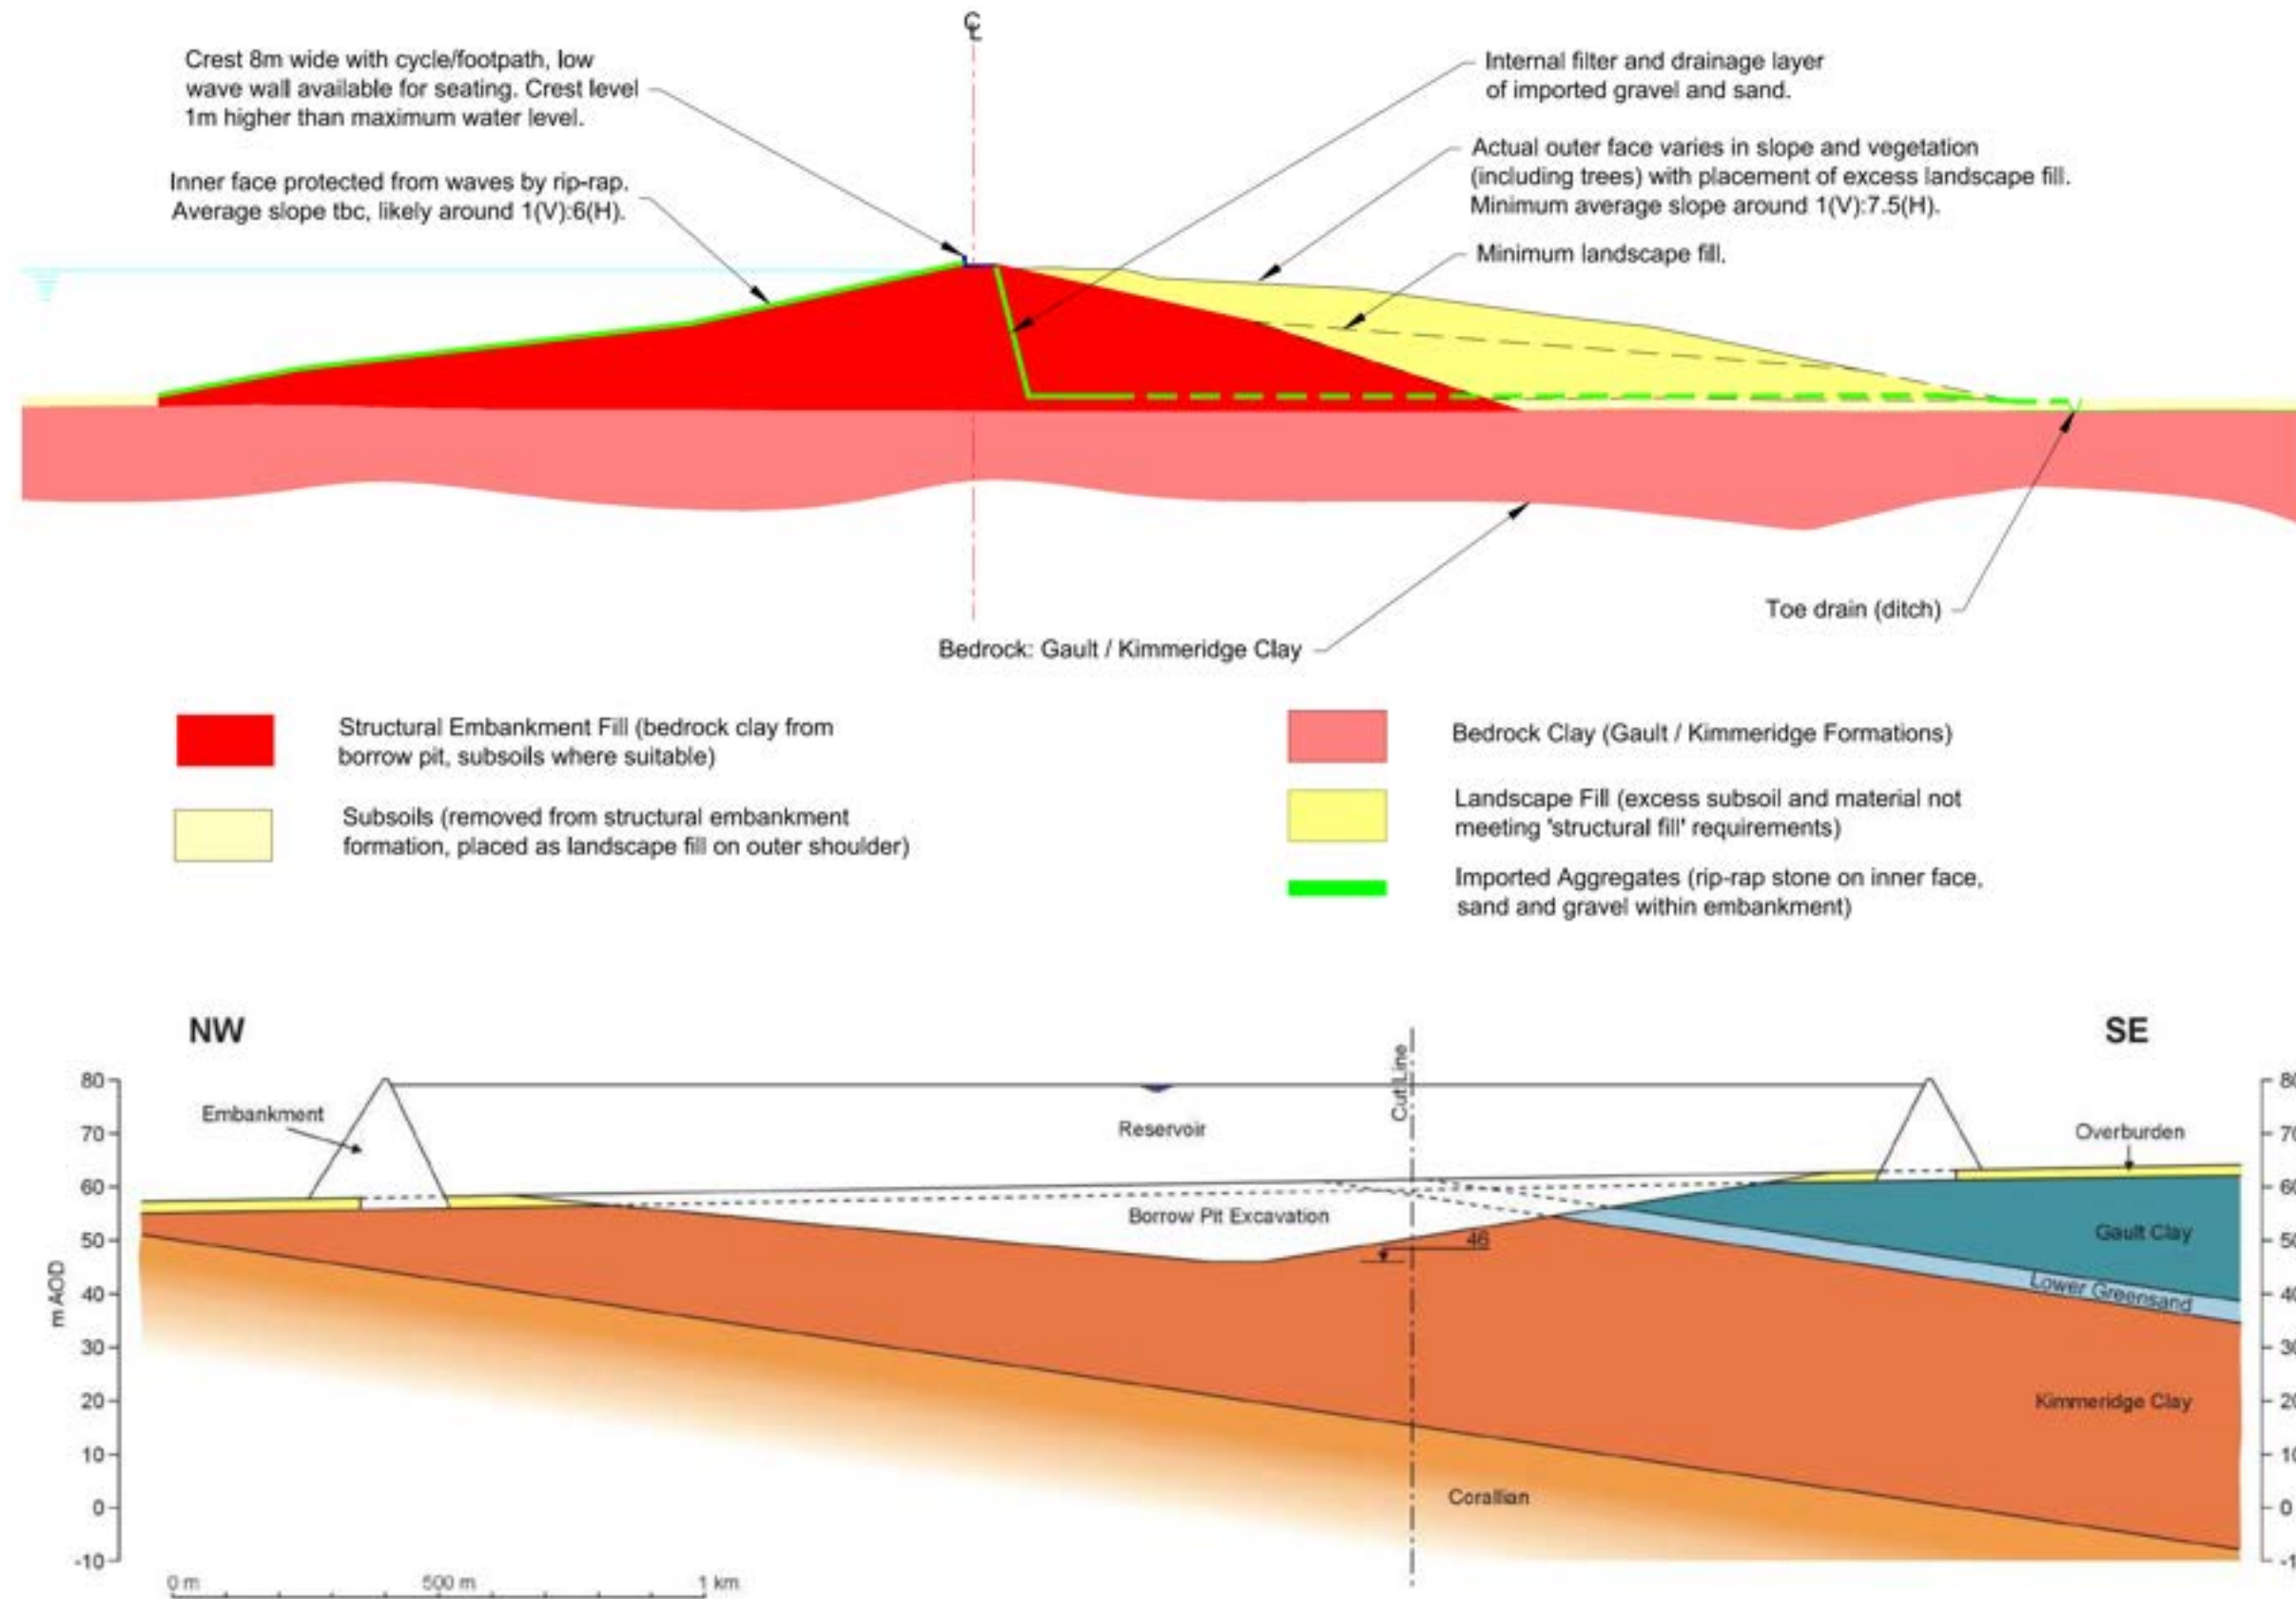 ℄
Crest 8m wide with cycle/footpath, low
wave wall available for seating. Crest level
1m higher than maximum water level.
Inner face protected from waves by rip-rap.
Average slope tbc, likely around 1(V):6(H).
Internal filter and drainage layer
of imported gravel and sand.
Actual outer face varies in slope and vegetation
(including trees) with placement of excess landscape fill.
Minimum average slope around 1(V):7.5(H).
Minimum landscape fill.
Toe drain (ditch)
Bedrock: Gault / Kimmeridge Clay
Structural Embankment Fill (bedrock clay from
borrow pit, subsoils where suitable)
Subsoils (removed from structural embankment
formation, placed as landscape fill on outer shoulder)
Bedrock Clay (Gault / Kimmeridge Formations)
Landscape Fill (excess subsoil and material not
meeting 'structural fill' requirements)
Imported Aggregates (rip-rap stone on inner face,
sand and gravel within embankment)
NW
SE
80
70
60
50
40
30
20
10
0
-10
m AOD
Embankment
Reservoir
Cut Line
Overburden
Borrow Pit Excavation
46
Gault Clay
Lower Greensand
Kimmeridge Clay
Corallian
0 m
500 m
1 km